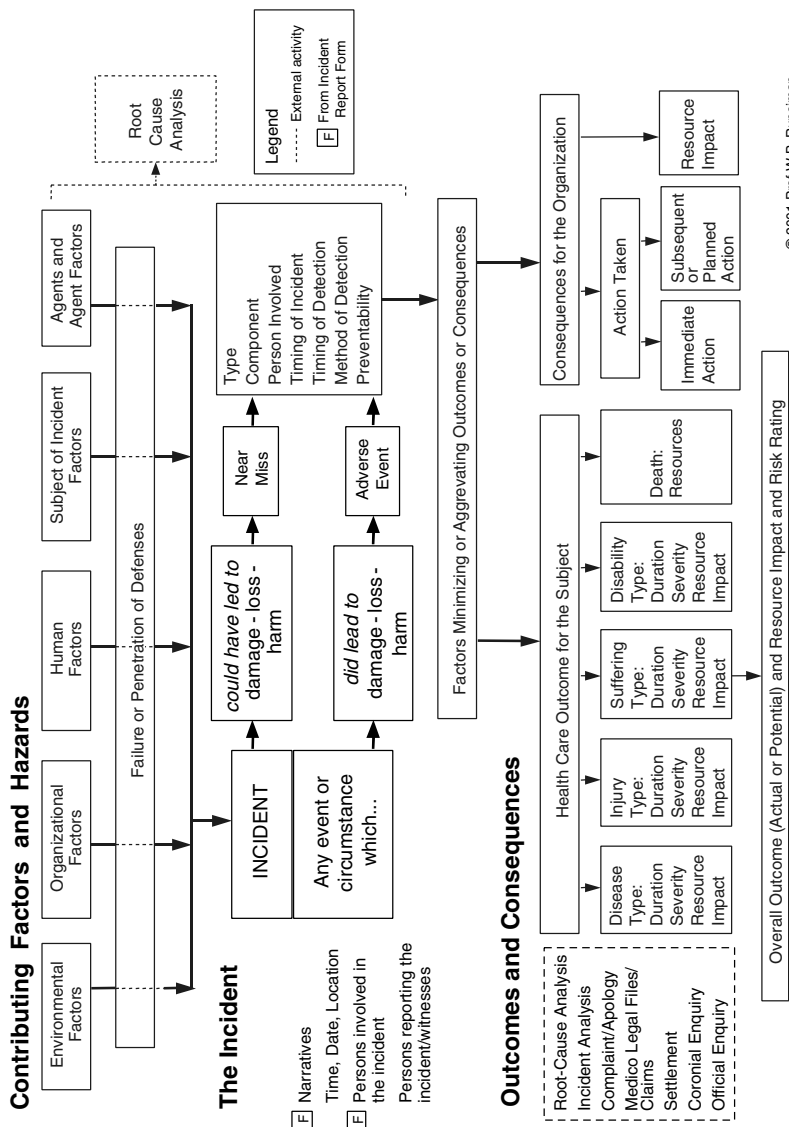 Contributing Factors and Hazards
Environmental
Factors
Organizational
Factors
Human
Factors
Subject of Incident
Factors
Agents and
Agent Factors
Failure or Penetration of Defenses
Root
Cause
Analysis
The Incident
F Narratives
Time, Date, Location
F Persons involved in
the incident
Persons reporting the
incident/witnesses
INCIDENT
Any event or
circumstance
which...
could have led to
damage - loss -
harm
did lead to
damage - loss -
harm
Near
Miss
Adverse
Event
Type
Component
Person Involved
Timing of Incident
Timing of Detection
Method of Detection
Preventability
Legend
External activity
F From Incident
Report Form
Factors Minimizing or Aggrevating Outcomes or Consequences
Outcomes and Consequences
Root-Cause Analysis
Incident Analysis
Complaint/Apology
Medico Legal Files/
Claims
Settlement
Coronial Enquiry
Official Enquiry
Health Care Outcome for the Subject
Disease
Type:
Duration
Severity
Resource
Impact
Injury
Type:
Duration
Severity
Resource
Impact
Suffering
Type:
Duration
Severity
Resource
Impact
Disability
Type:
Duration
Severity
Resource
Impact
Death:
Resources
Consequences for the Organization
Action Taken
Immediate
Action
Subsequent
or
Planned
Action
Resource
Impact
Overall Outcome (Actual or Potential) and Resource Impact and Risk Rating
© 2001 Prof W.B.